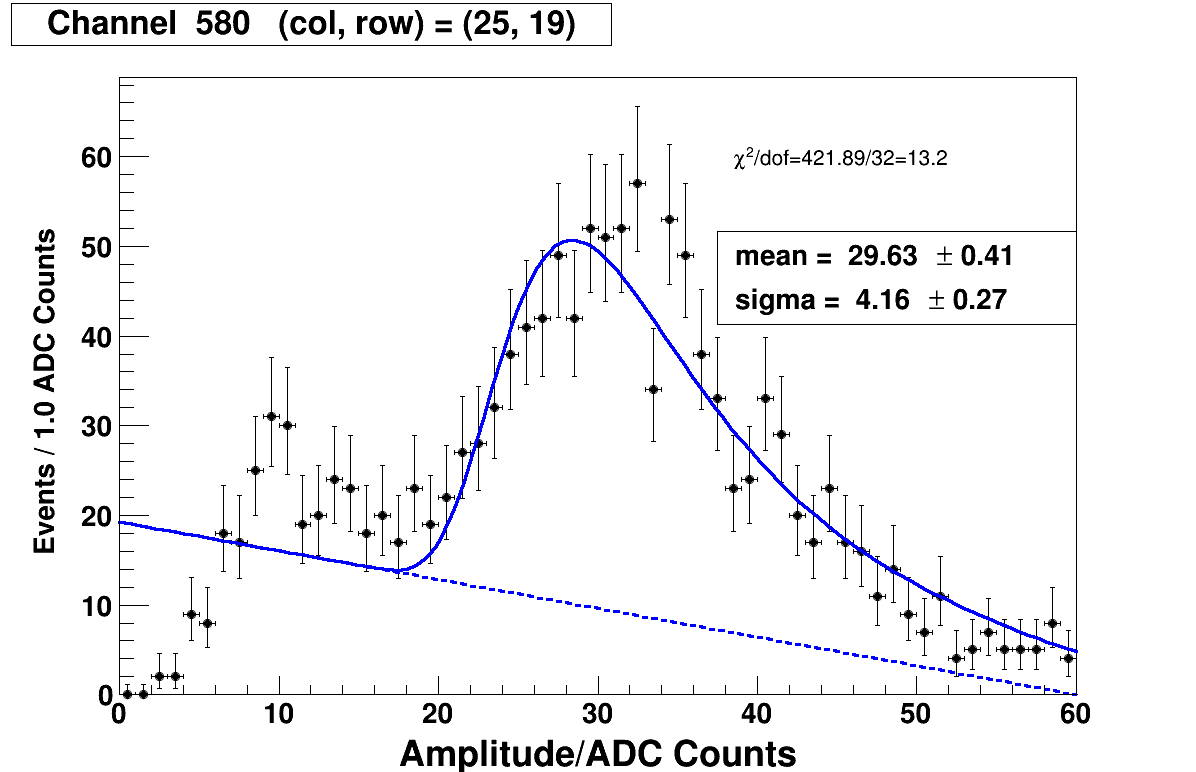 Channel 580 (col, row) = (25, 19)
χ²/dof=421.89/32=13.2
mean = 29.63 ± 0.41
sigma = 4.16 ± 0.27
Events / 1.0 ADC Counts
60
50
40
30
20
10
0
0 10 20 30 40 50 60
Amplitude/ADC Counts